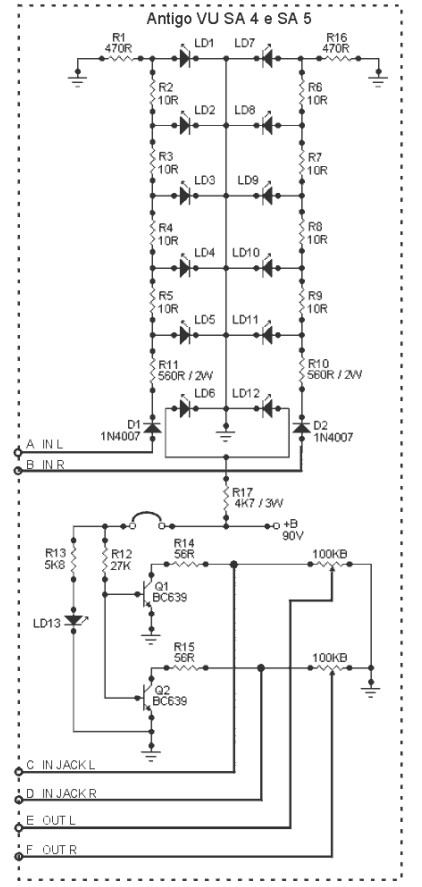 Antigo VU SA 4 e SA 5
R1 470R LD1 LD7 R16 470R
R2 10R R6 10R
LD2 LD8
R3 10R R7 10R
LD3 LD9
R4 10R R8 10R
LD4 LD10
R5 10R R9 10R
LD5 LD11
R11 560R / 2W R10 560R / 2W
LD6 LD12
D1 1N4007 D2 1N4007
A IN L
B IN R
R17 4K7 / 3W
+B 90V
R13 5K8 R12 27K R14 56R 100KB
Q1 BC639
LD13
R15 56R 100KB
Q2 BC639
C IN JACK L
D IN JACK R
E OUT L
F OUT R